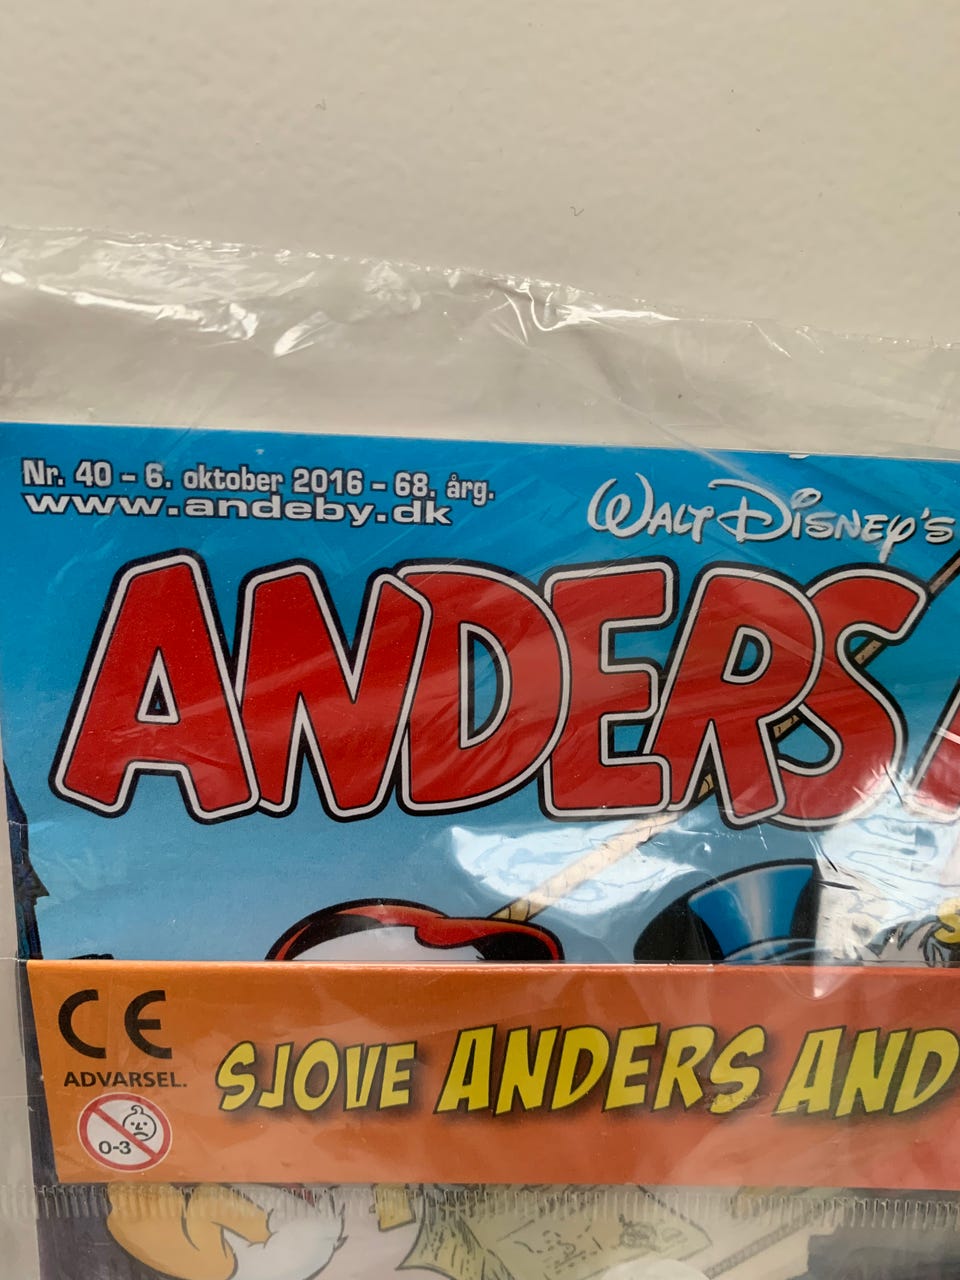 Nr. 40 – 6. oktober 2016 – 68. årg.
www.andeby.dk
WALT DISNEY'S
ANDERS
CE
ADVARSEL.
0-3
SJOVE ANDERS AND